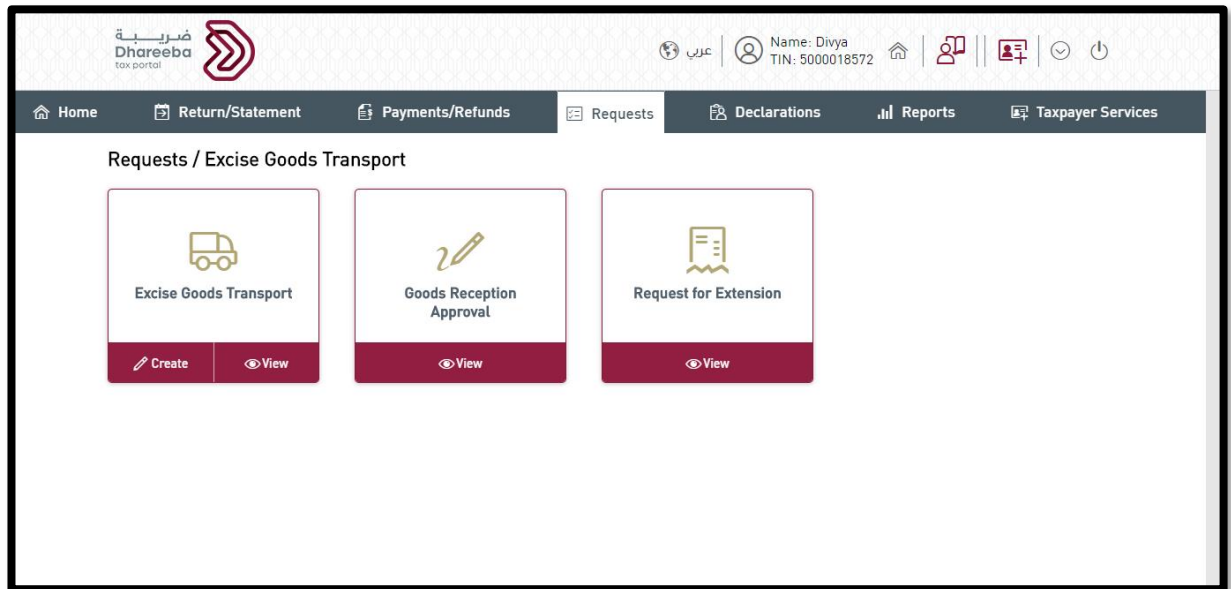 ضريبة
Dhareeba
tax portal
عربي
Name: Divya
TIN: 5000018572
Home
Return/Statement
Payments/Refunds
Requests
Declarations
Reports
Taxpayer Services
Requests / Excise Goods Transport
Excise Goods Transport
Create
View
Goods Reception
Approval
View
Request for Extension
View